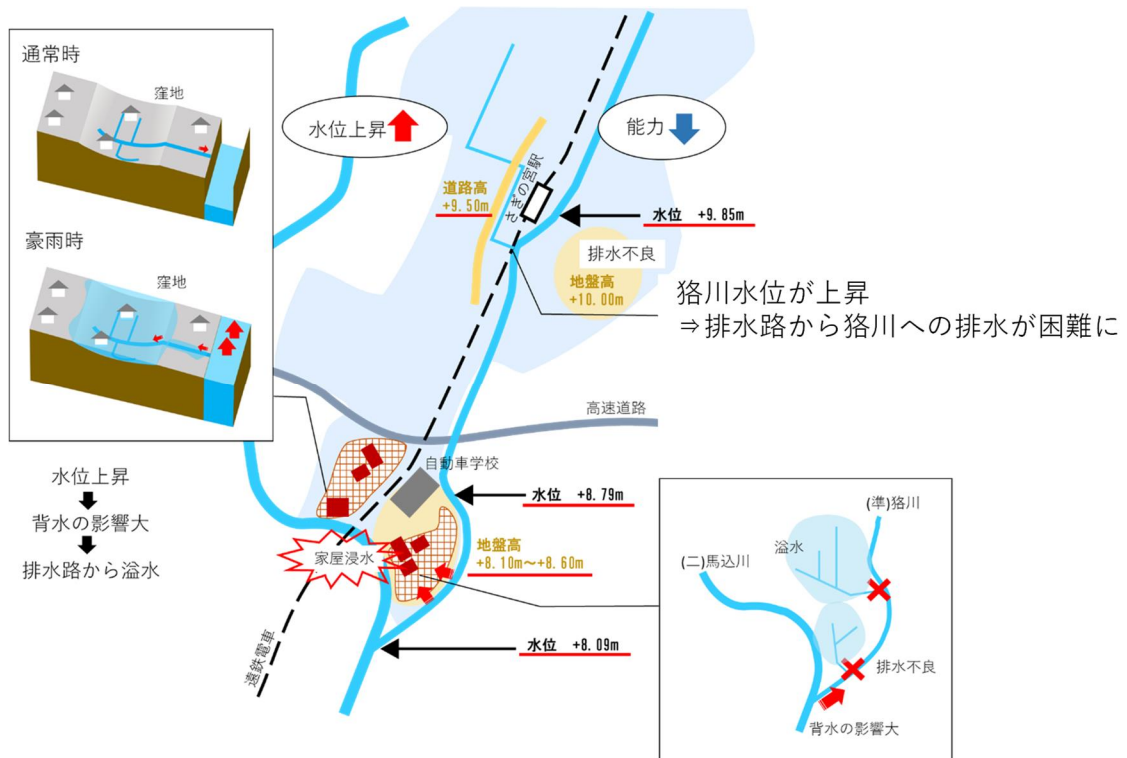 通常時
窪地
豪雨時
窪地
水位上昇
背水の影響大
排水路から溢水
水位上昇
能力
道路高
+9.50m
さぎの宮駅
水位 +9.85m
排水不良
地盤高
+10.00m
狢川水位が上昇
⇒排水路から狢川への排水が困難に
高速道路
自動車学校
水位 +8.79m
家屋浸水
地盤高
+8.10m～+8.60m
水位 +8.09m
遠鉄電車
(準)狢川
溢水
(二)馬込川
排水不良
背水の影響大